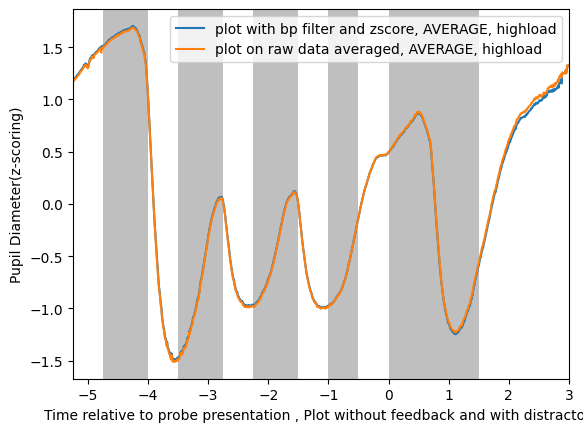 plot with bp filter and zscore, AVERAGE, highload
plot on raw data averaged, AVERAGE, highload
Pupil Diameter(z-scoring)
1.5
1.0
0.5
0.0
−0.5
−1.0
−1.5
−5 −4 −3 −2 −1 0 1 2 3
Time relative to probe presentation , Plot without feedback and with distracto